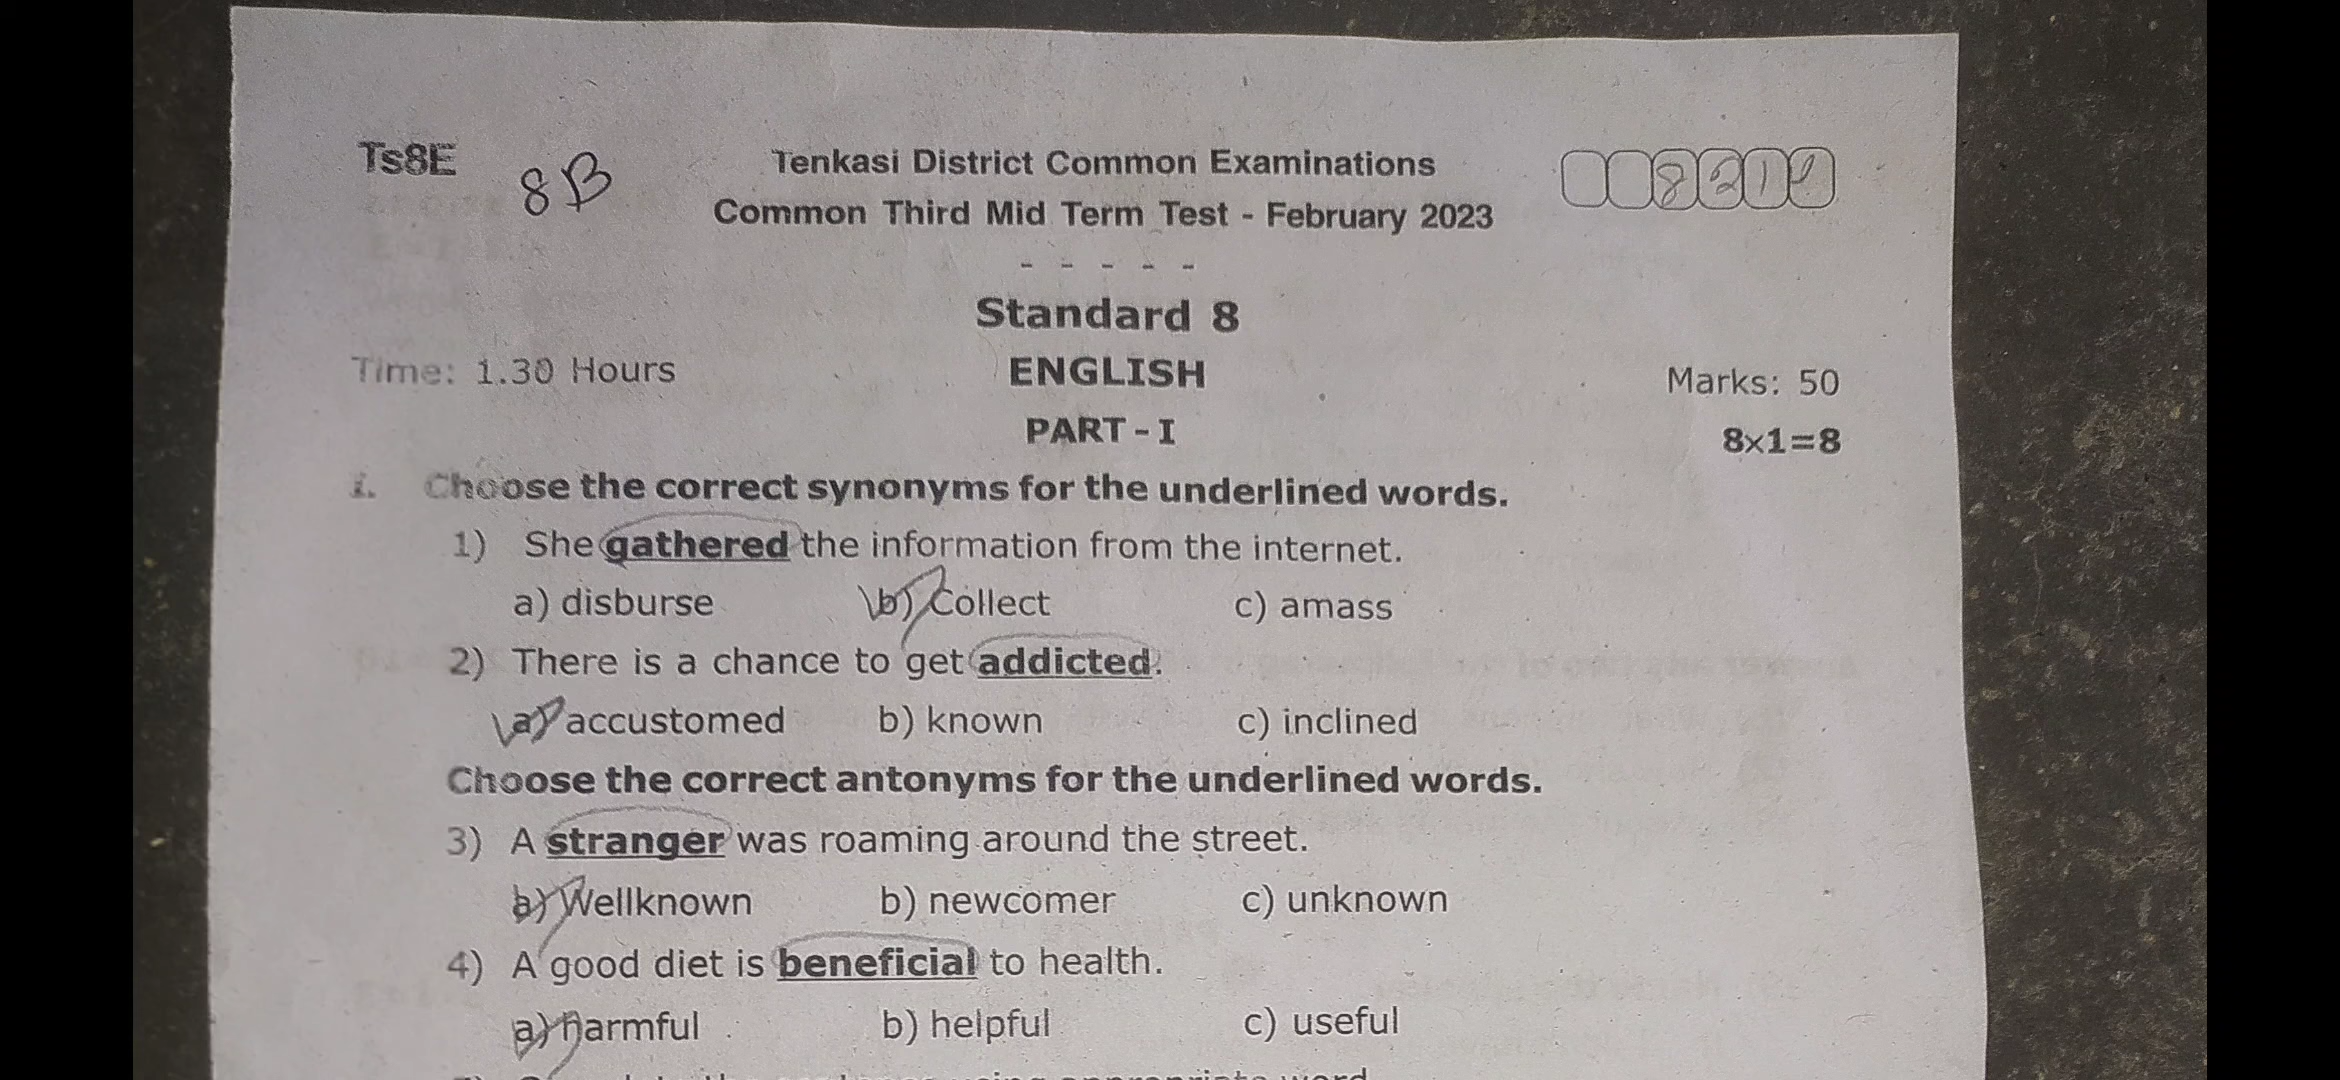 Ts8E 8B Tenkasi District Common Examinations
Common Third Mid Term Test - February 2023
- - - - -
Standard 8
Time: 1.30 Hours ENGLISH Marks: 50
PART - I 8x1=8
i. Choose the correct synonyms for the underlined words.
1) She gathered the information from the internet.
a) disburse b) Collect c) amass
2) There is a chance to get addicted.
a) accustomed b) known c) inclined
Choose the correct antonyms for the underlined words.
3) A stranger was roaming around the street.
a) Wellknown b) newcomer c) unknown
4) A good diet is beneficial to health.
a) harmful b) helpful c) useful